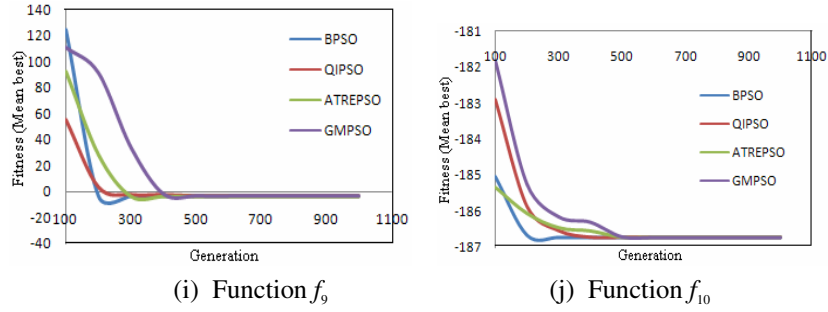 140
120
100
80
60
40
20
0
-20
-40
100 300 500 700 900 1100
Fitness (Mean best)
Generation
BPSO
QIPSO
ATREPSO
GMPSO
(i) Function f₉
-181
-182
-183
-184
-185
-186
-187
100 300 500 700 900 1100
Fitness (Mean best)
Generation
BPSO
QIPSO
ATREPSO
GMPSO
(j) Function f₁₀